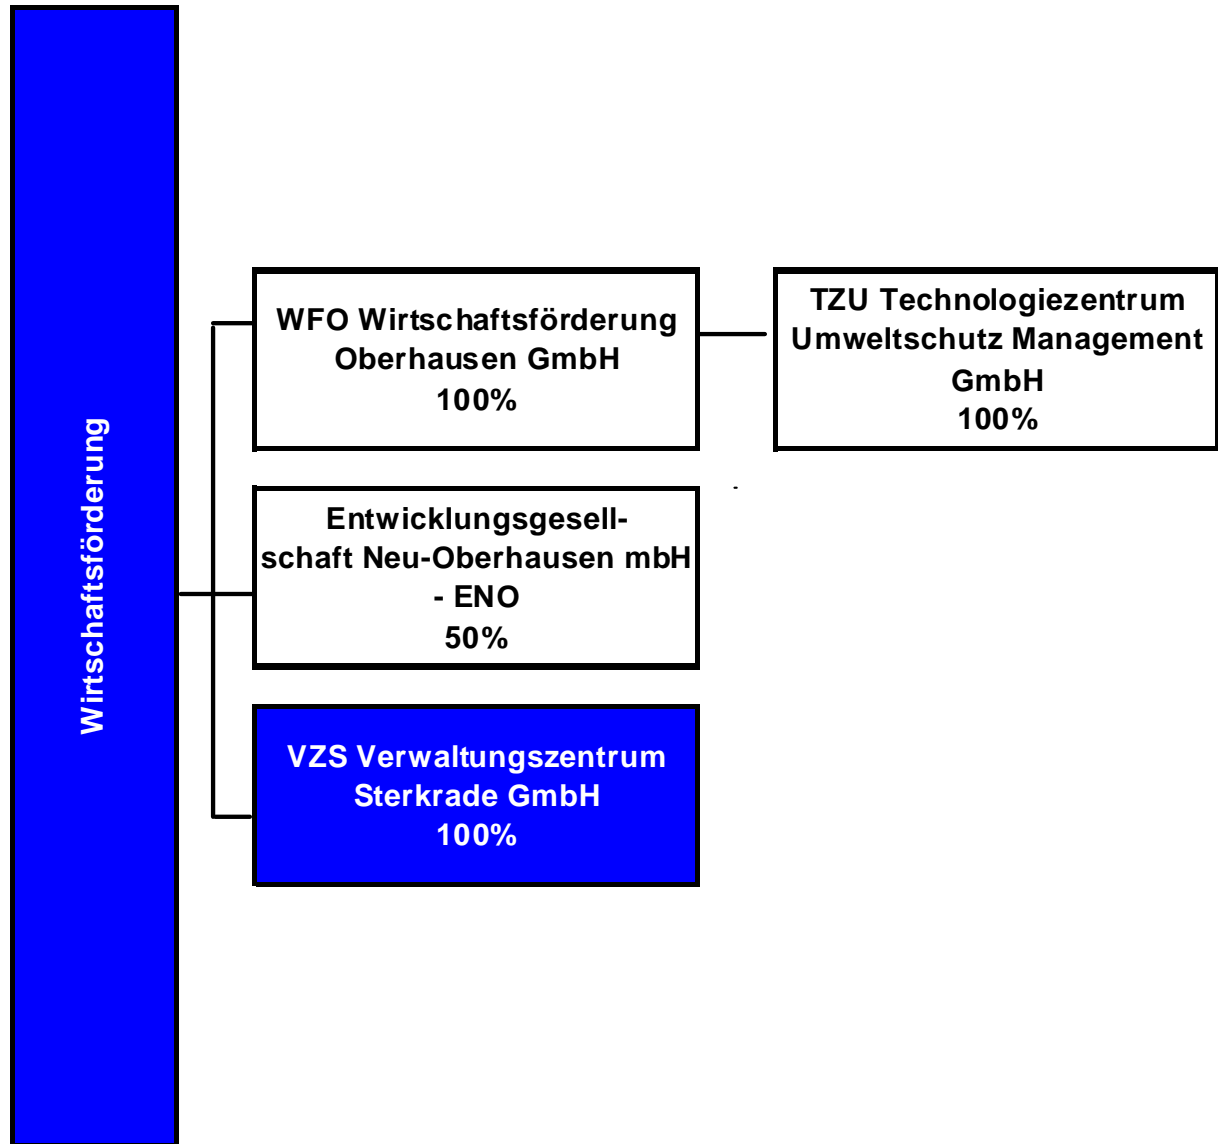 Wirtschaftsförderung
WFO Wirtschaftsförderung
Oberhausen GmbH
100%
TZU Technologiezentrum
Umweltschutz Management
GmbH
100%
Entwicklungsgesell-
schaft Neu-Oberhausen mbH
- ENO
50%
VZS Verwaltungszentrum
Sterkrade GmbH
100%